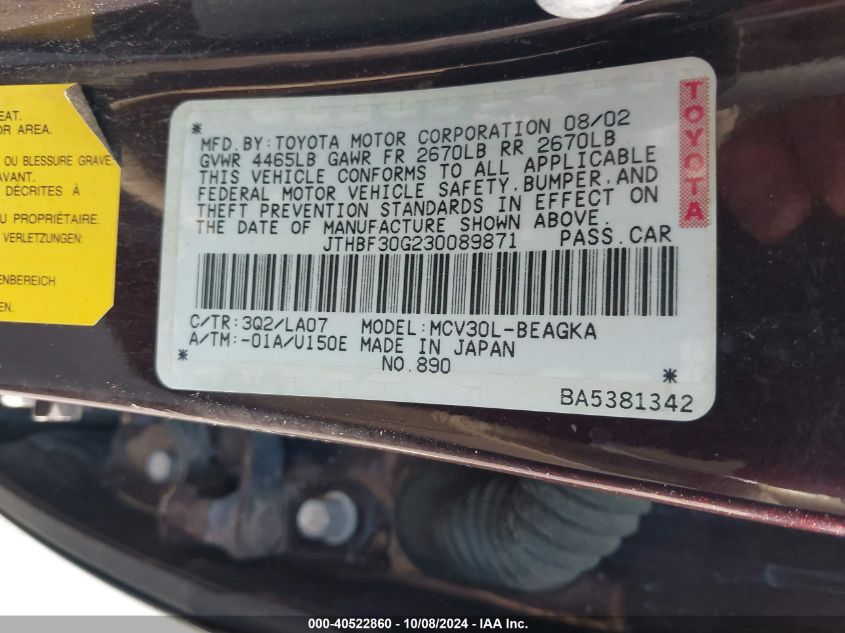 EAT.
OR AREA.
OU BLESSURE GRAVE
AVANT.
DÉCRITES À
U PROPRIÉTAIRE.
VERLETZUNGEN:
ENBEREICH
EN.
MFD.BY:TOYOTA MOTOR CORPORATION 08/02
GVWR 4465LB GAWR FR 2670LB RR 2670LB
THIS VEHICLE CONFORMS TO ALL APPLICABLE
FEDERAL MOTOR VEHICLE SAFETY,BUMPER,AND
THEFT PREVENTION STANDARDS IN EFFECT ON
THE DATE OF MANUFACTURE SHOWN ABOVE.
JTHBF30G230089871 PASS.CAR
C/TR:3Q2/LA07 MODEL:MCV30L-BEAGKA
A/TM:-01A/U150E MADE IN JAPAN
NO.890
BA5381342
TOYOTA
000-40522860 - 10/08/2024 - IAA Inc.